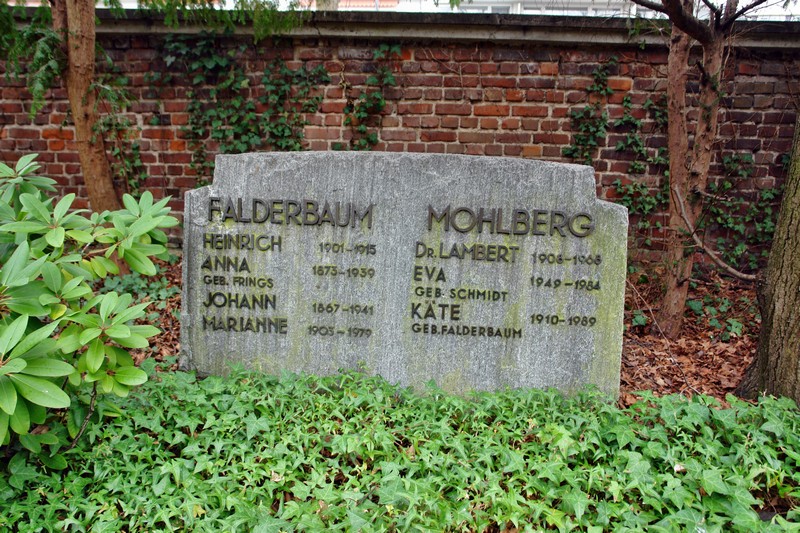 FALDERBAUM
HEINRICH 1901-1915
ANNA 1873-1939
GEB. FRINGS
JOHANN 1867-1941
MARIANNE 1903-1979
MOHLBERG
DR. LAMBERT 1908-1968
EVA 1949-1984
GEB. SCHMIDT
KÄTE 1910-1989
GEB. FALDERBAUM